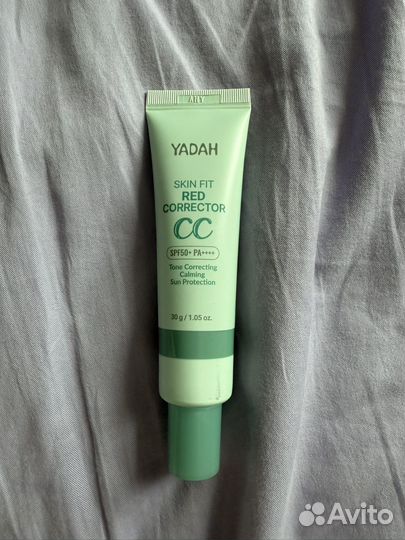 YADAH
SKIN FIT
RED
CORRECTOR
CC
SPF50+ PA++++
Tone Correcting
Calming
Sun Protection
30 g / 1.05 oz.
Avito